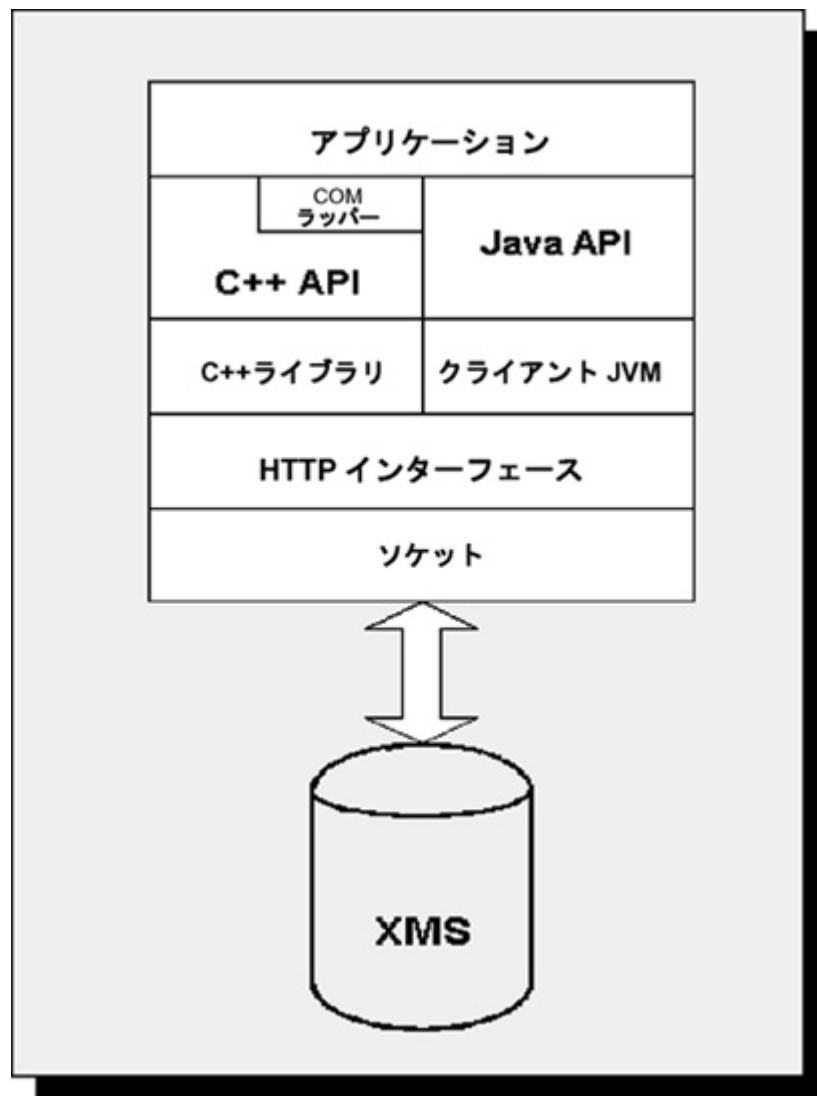 アプリケーション
COM
ラッパー
C++ API
Java API
C++ライブラリ
クライアント JVM
HTTP インターフェース
ソケット
XMS